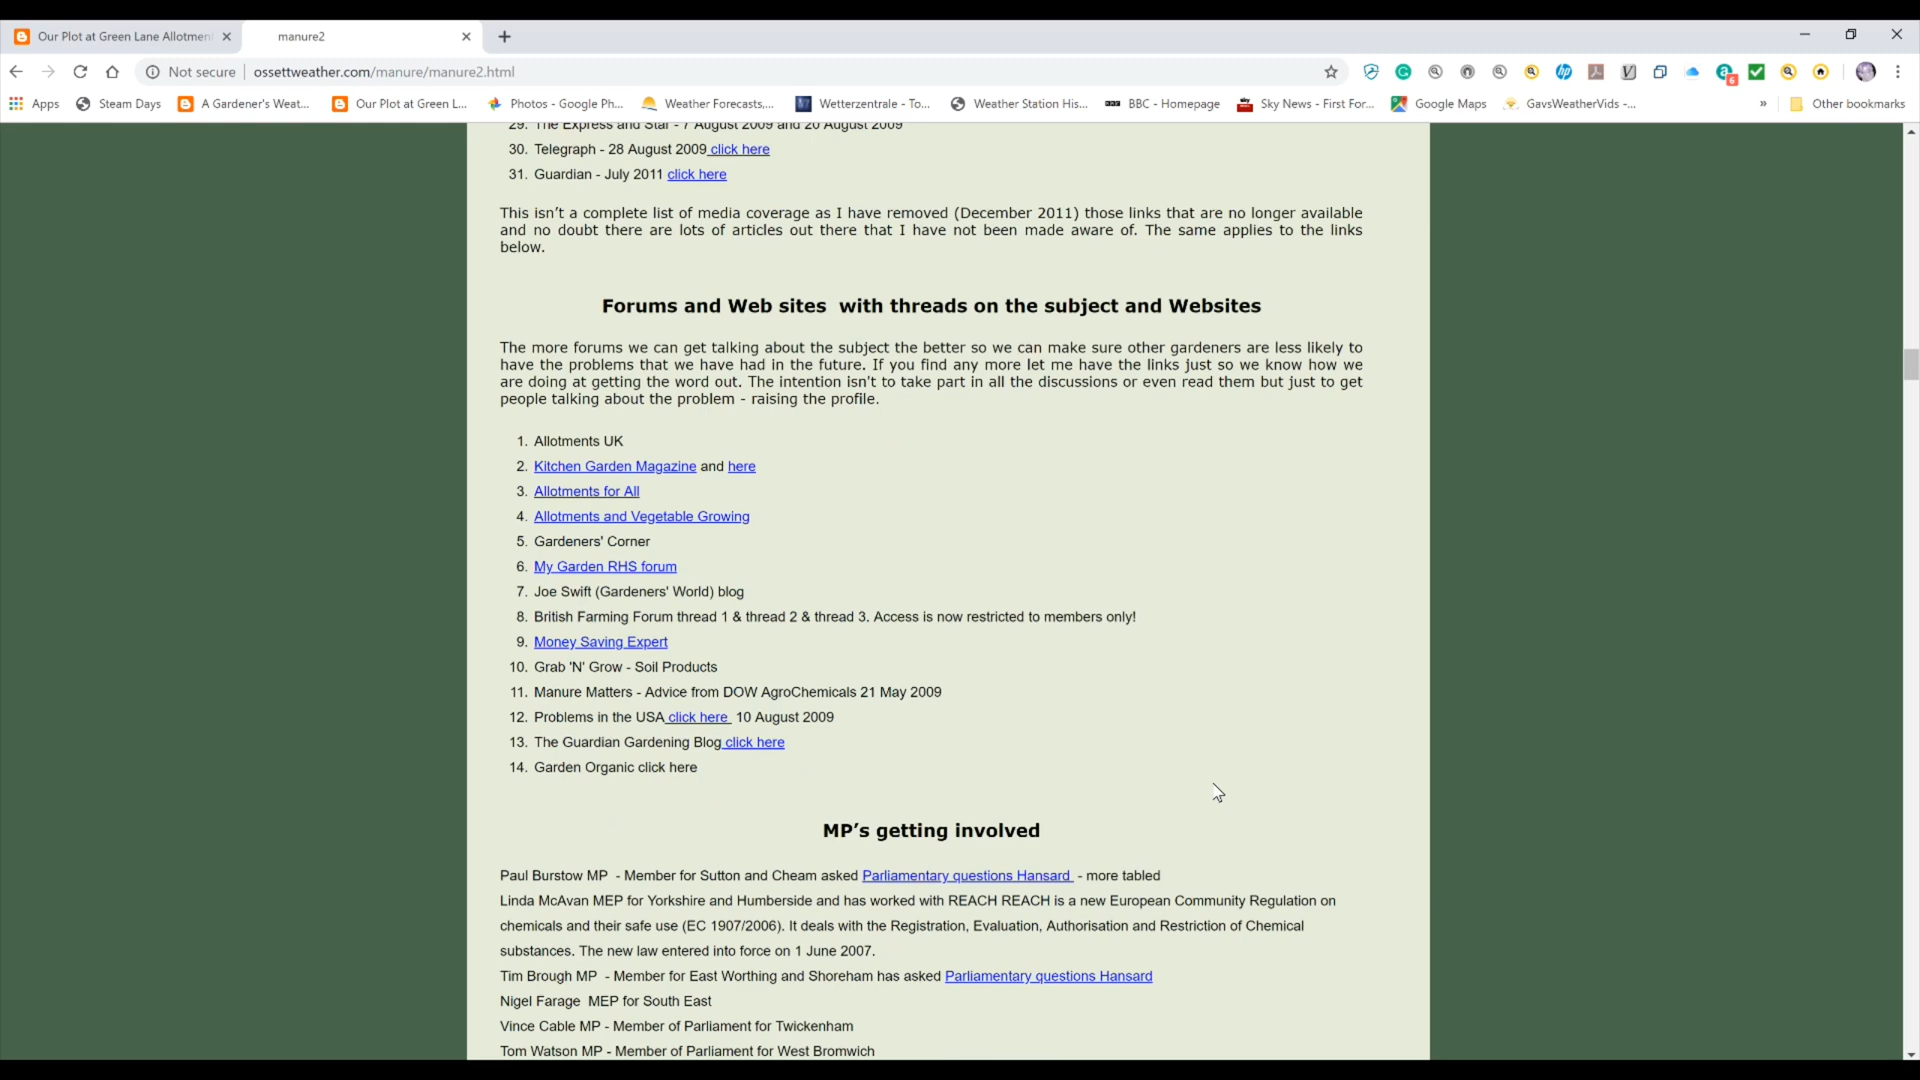 Our Plot at Green Lane Allotment
manure2
Not secure
ossettweather.com/manure/manure2.html
6
Apps
Steam Days
A Gardener's Weat...
Our Plot at Green L...
Photos - Google Ph...
Weather Forecasts,...
Wetterzentrale - To...
Weather Station His...
BBC - Homepage
Sky News - First For...
Google Maps
GavsWeatherVids -...
»
Other bookmarks
29. The Express and Star - 7 August 2009 and 20 August 2009
30. Telegraph - 28 August 2009 click here
31. Guardian - July 2011 click here
This isn't a complete list of media coverage as I have removed (December 2011) those links that are no longer available
and no doubt there are lots of articles out there that I have not been made aware of. The same applies to the links
below.
Forums and Web sites with threads on the subject and Websites
The more forums we can get talking about the subject the better so we can make sure other gardeners are less likely to
have the problems that we have had in the future. If you find any more let me have the links just so we know how we
are doing at getting the word out. The intention isn't to take part in all the discussions or even read them but just to get
people talking about the problem - raising the profile.
1. Allotments UK
2. Kitchen Garden Magazine and here
3. Allotments for All
4. Allotments and Vegetable Growing
5. Gardeners' Corner
6. My Garden RHS forum
7. Joe Swift (Gardeners' World) blog
8. British Farming Forum thread 1 & thread 2 & thread 3. Access is now restricted to members only!
9. Money Saving Expert
10. Grab 'N' Grow - Soil Products
11. Manure Matters - Advice from DOW AgroChemicals 21 May 2009
12. Problems in the USA click here 10 August 2009
13. The Guardian Gardening Blog click here
14. Garden Organic click here
MP's getting involved
Paul Burstow MP - Member for Sutton and Cheam asked Parliamentary questions Hansard - more tabled
Linda McAvan MEP for Yorkshire and Humberside and has worked with REACH REACH is a new European Community Regulation on
chemicals and their safe use (EC 1907/2006). It deals with the Registration, Evaluation, Authorisation and Restriction of Chemical
substances. The new law entered into force on 1 June 2007.
Tim Brough MP - Member for East Worthing and Shoreham has asked Parliamentary questions Hansard
Nigel Farage MEP for South East
Vince Cable MP - Member of Parliament for Twickenham
Tom Watson MP - Member of Parliament for West Bromwich